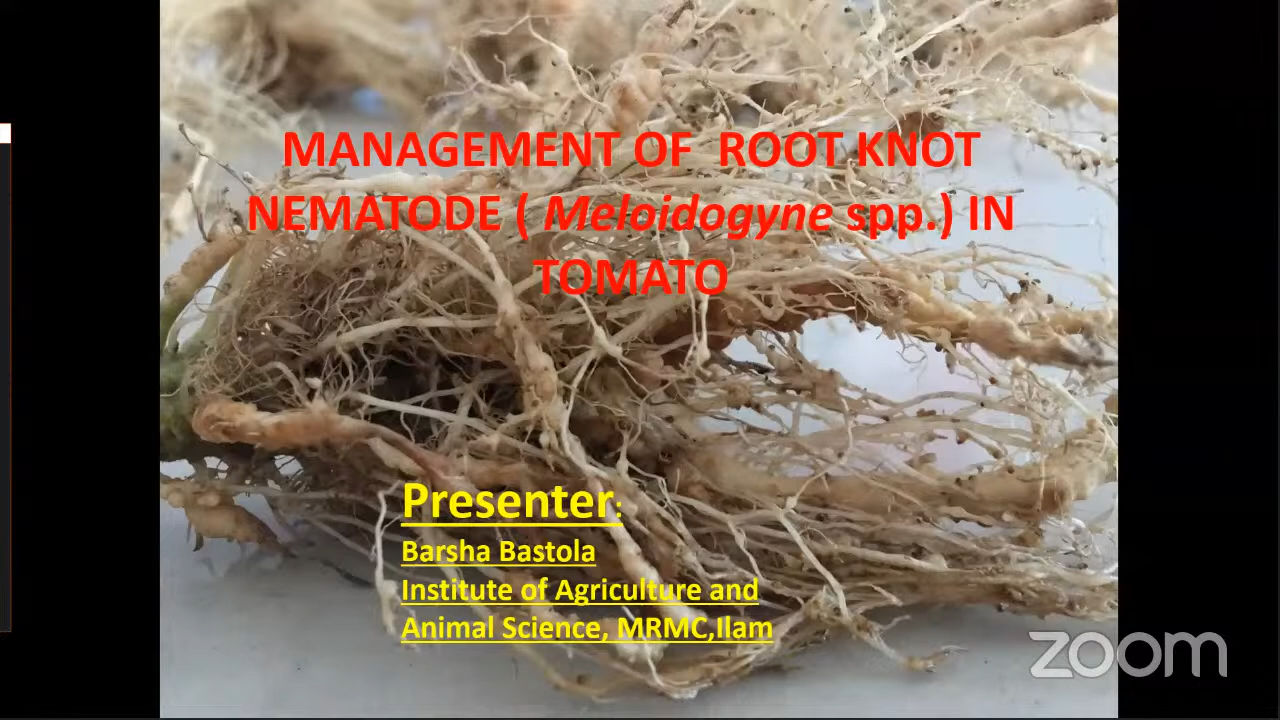 MANAGEMENT OF ROOT KNOT
NEMATODE ( Meloidogyne spp.) IN
TOMATO
Presenter:
Barsha Bastola
Institute of Agriculture and
Animal Science, MRMC,Ilam
zoom